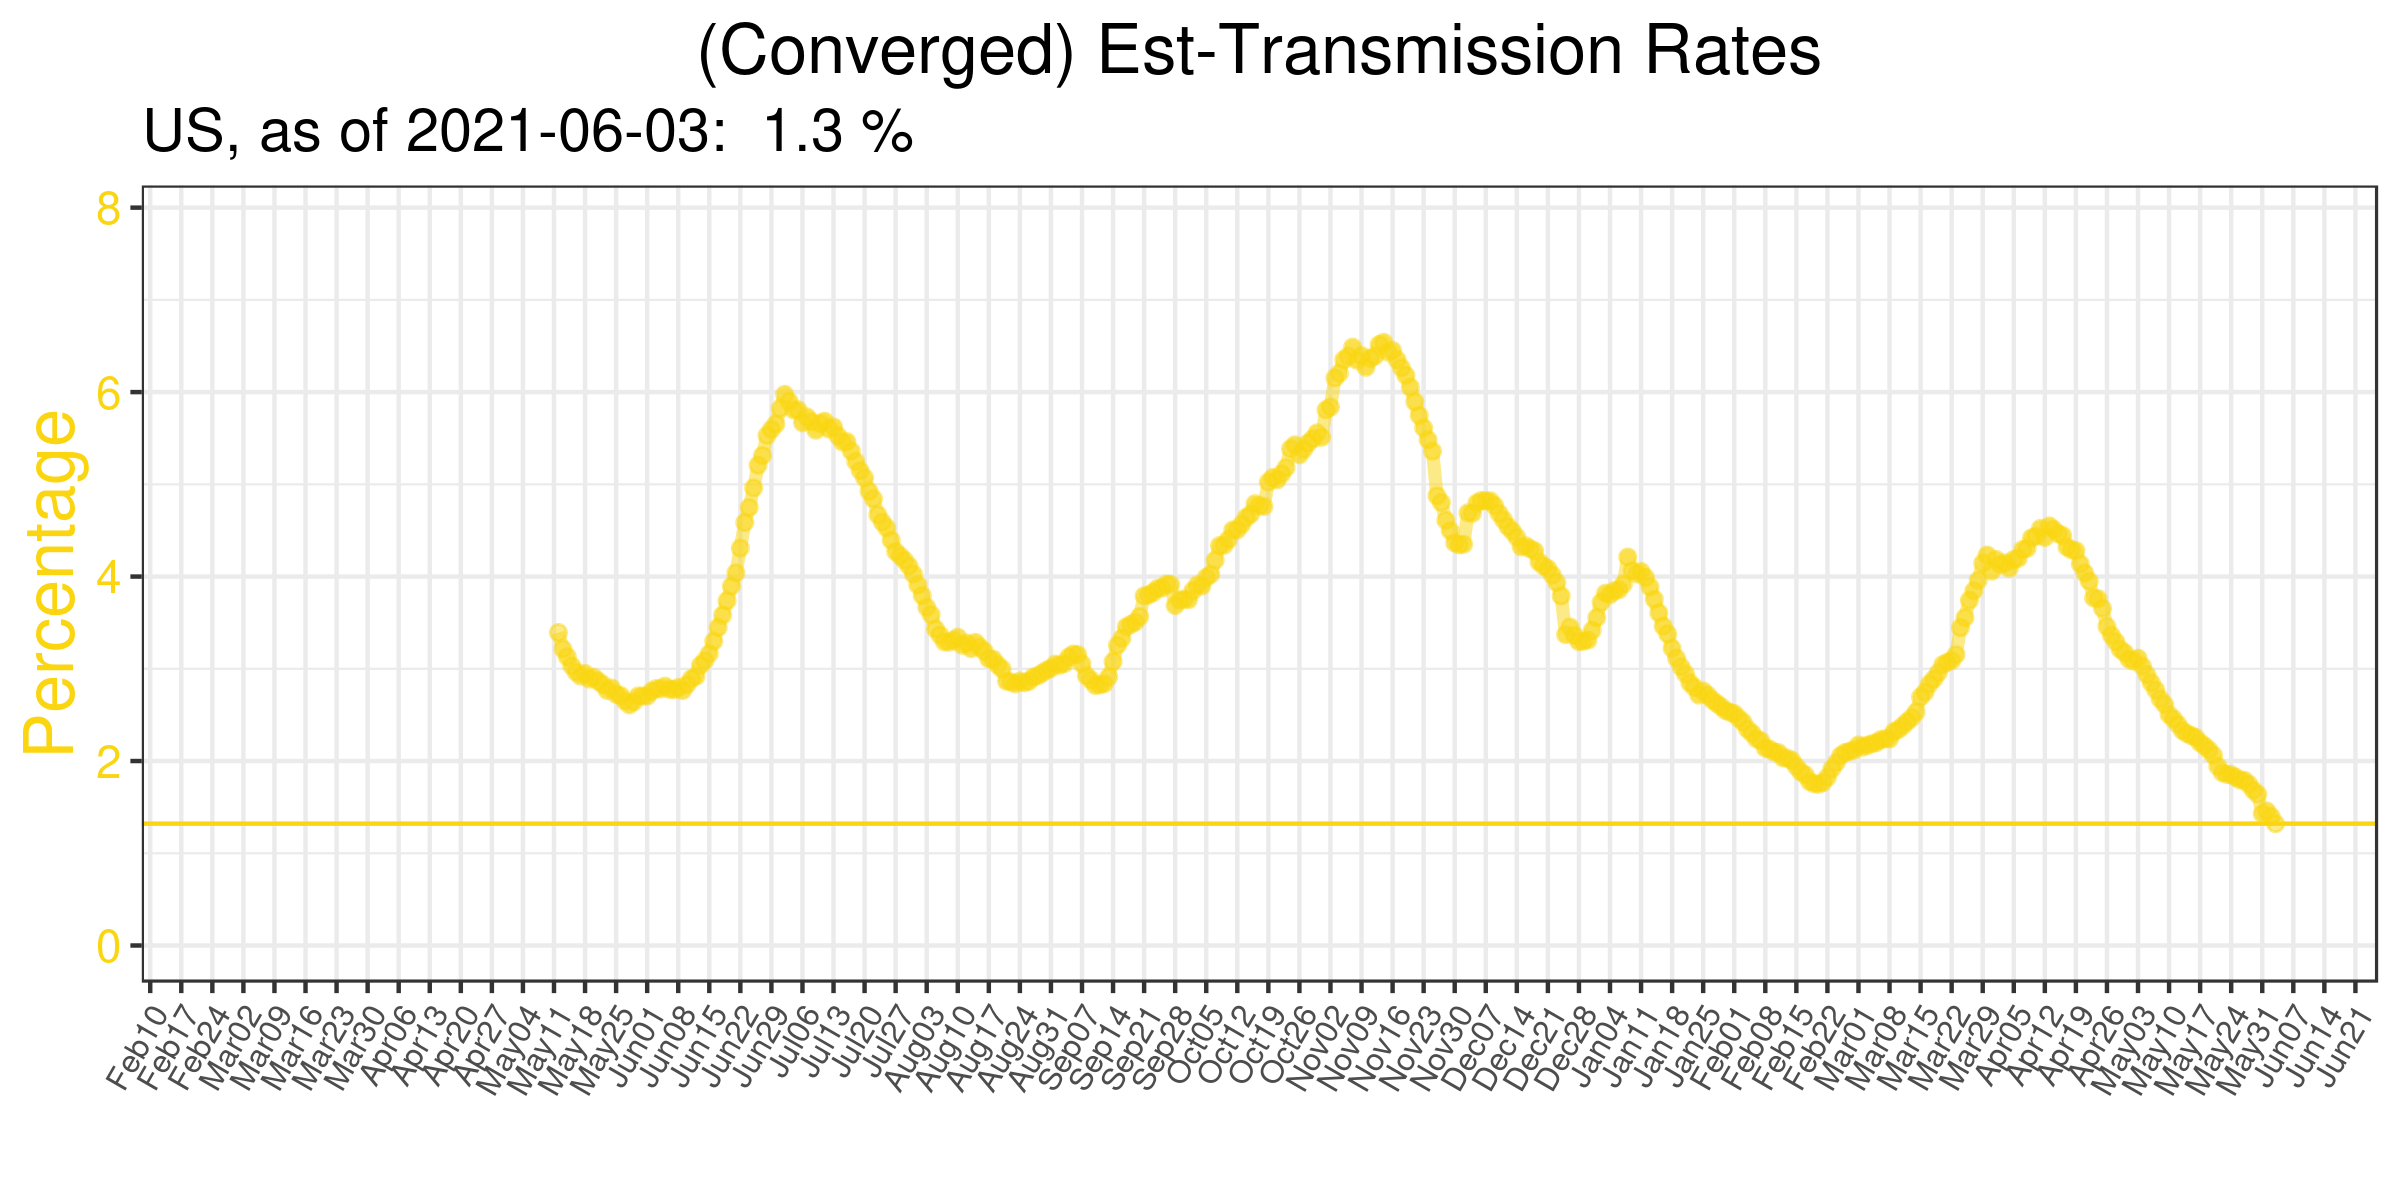 (Converged) Est-Transmission Rates
US, as of 2021-06-03:  1.3 %
Percentage
8
6
4
2
0
Feb10
Feb17
Feb24
Mar02
Mar09
Mar16
Mar23
Mar30
Apr06
Apr13
Apr20
Apr27
May04
May11
May18
May25
Jun01
Jun08
Jun15
Jun22
Jun29
Jul06
Jul13
Jul20
Jul27
Aug03
Aug10
Aug17
Aug24
Aug31
Sep07
Sep14
Sep21
Sep28
Oct05
Oct12
Oct19
Oct26
Nov02
Nov09
Nov16
Nov23
Nov30
Dec07
Dec14
Dec21
Dec28
Jan04
Jan11
Jan18
Jan25
Feb01
Feb08
Feb15
Feb22
Mar01
Mar08
Mar15
Mar22
Mar29
Apr05
Apr12
Apr19
Apr26
May03
May10
May17
May24
May31
Jun07
Jun14
Jun21